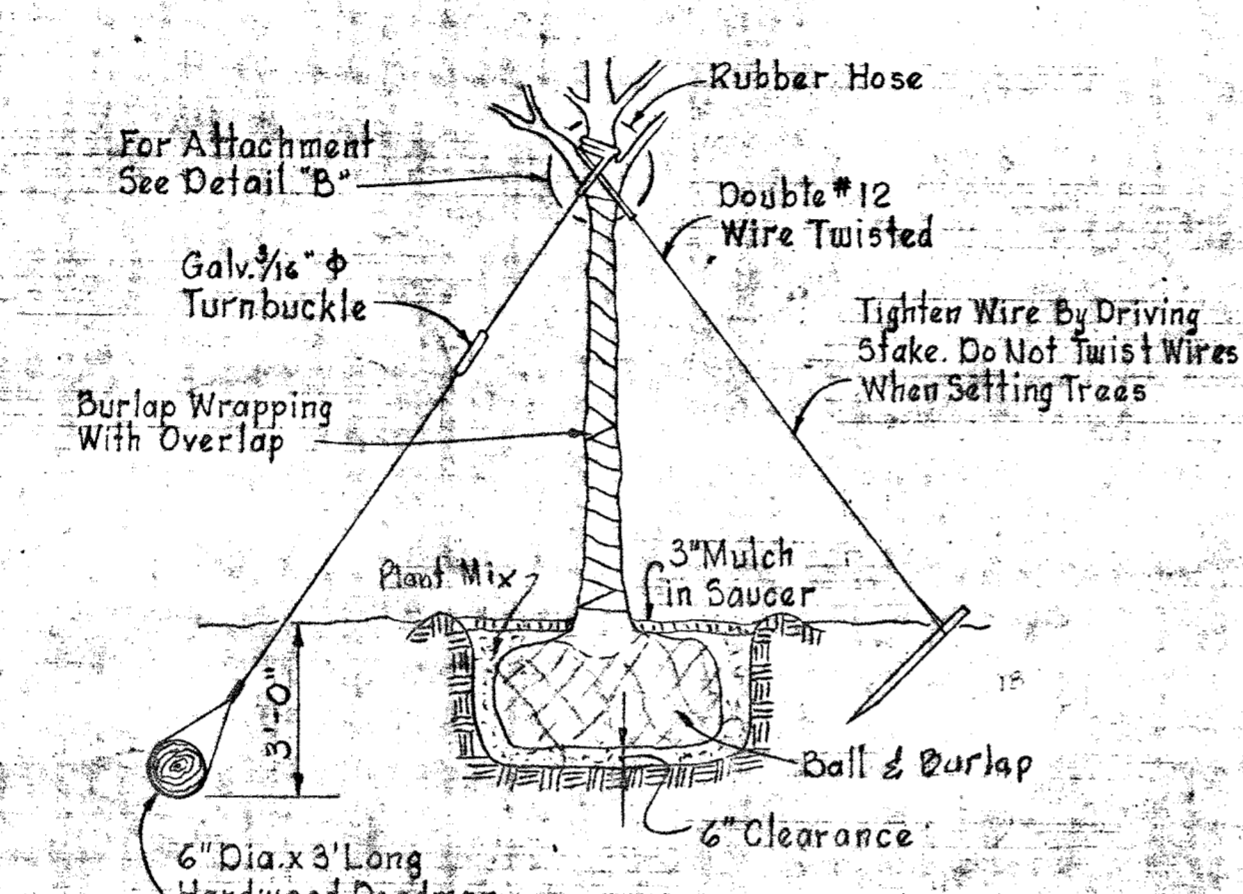 Rubber Hose
For Attachment
See Detail "B"
Double #12
Wire Twisted
Galv. 3/16" Φ
Turnbuckle
Tighten Wire By Driving
Stake. Do Not Twist Wires
When Setting Trees
Burlap Wrapping
With Overlap
3" Mulch
in Saucer
Plant Mix
3'-0"
18
Ball & Burlap
6" Clearance
6" Dia. x 3' Long
Hardwood Deadman